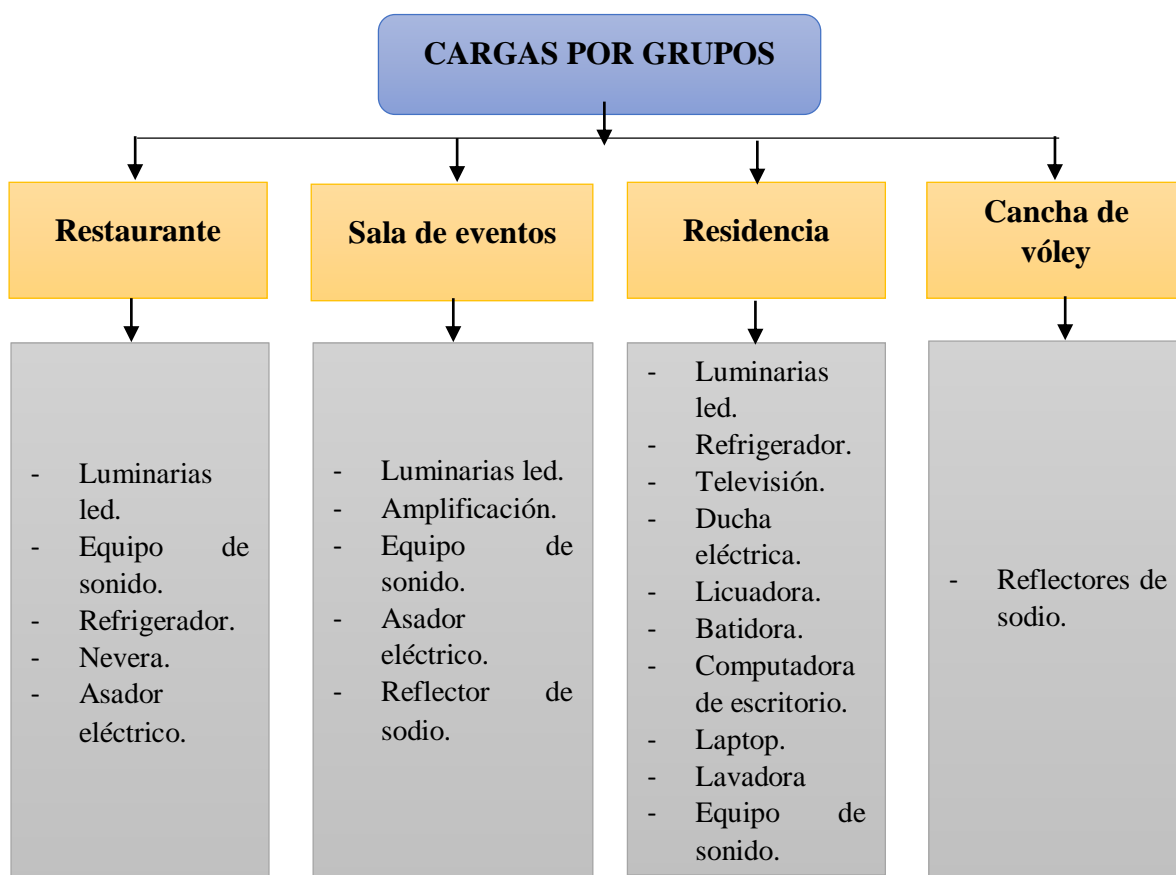 CARGAS POR GRUPOS
Restaurante
- Luminarias
led.
- Equipo de
sonido.
- Refrigerador.
- Nevera.
- Asador
eléctrico.
Sala de eventos
- Luminarias led.
- Amplificación.
- Equipo de
sonido.
- Asador
eléctrico.
- Reflector de
sodio.
Residencia
- Luminarias
led.
- Refrigerador.
- Televisión.
- Ducha
eléctrica.
- Licuadora.
- Batidora.
- Computadora
de escritorio.
- Laptop.
- Lavadora
- Equipo de
sonido.
Cancha de
vóley
- Reflectores de
sodio.